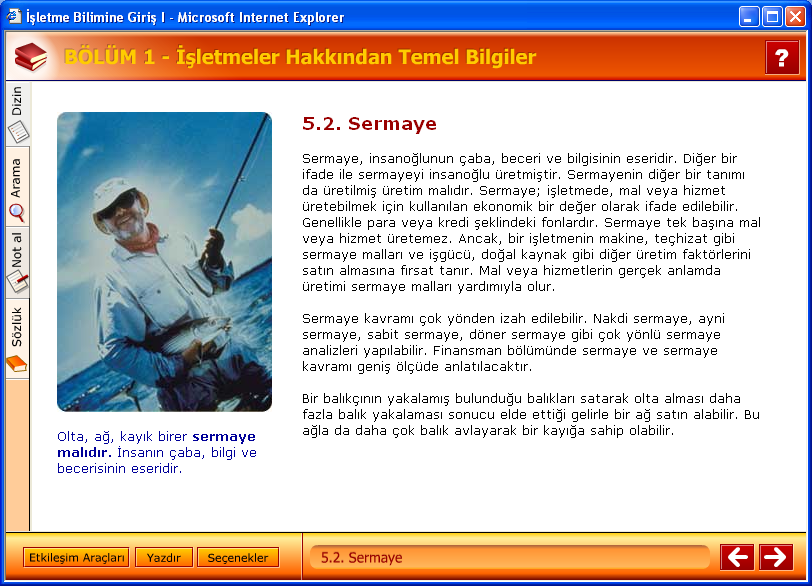 İşletme Bilimine Giriş I - Microsoft Internet Explorer
BÖLÜM 1 - İşletmeler Hakkından Temel Bilgiler
?
Dizin
Arama
Not al
Sözlük
5.2. Sermaye
Sermaye, insanoğlunun çaba, beceri ve bilgisinin eseridir. Diğer bir
ifade ile sermayeyi insanoğlu üretmiştir. Sermayenin diğer bir tanımı
da üretilmiş üretim malıdır. Sermaye; işletmede, mal veya hizmet
üretebilmek için kullanılan ekonomik bir değer olarak ifade edilebilir.
Genellikle para veya kredi şeklindeki fonlardır. Sermaye tek başına mal
veya hizmet üretemez. Ancak, bir işletmenin makine, teçhizat gibi
sermaye malları ve işgücü, doğal kaynak gibi diğer üretim faktörlerini
satın almasına fırsat tanır. Mal veya hizmetlerin gerçek anlamda
üretimi sermaye malları yardımıyla olur.
Sermaye kavramı çok yönden izah edilebilir. Nakdi sermaye, ayni
sermaye, sabit sermaye, döner sermaye gibi çok yönlü sermaye
analizleri yapılabilir. Finansman bölümünde sermaye ve sermaye
kavramı geniş ölçüde anlatılacaktır.
Bir balıkçının yakalamış bulunduğu balıkları satarak olta alması daha
fazla balık yakalaması sonucu elde ettiği gelirle bir ağ satın alabilir. Bu
ağla da daha çok balık avlayarak bir kayığa sahip olabilir.
Olta, ağ, kayık birer sermaye
malıdır. İnsanın çaba, bilgi ve
becerisinin eseridir.
Etkileşim Araçları
Yazdır
Seçenekler
5.2. Sermaye